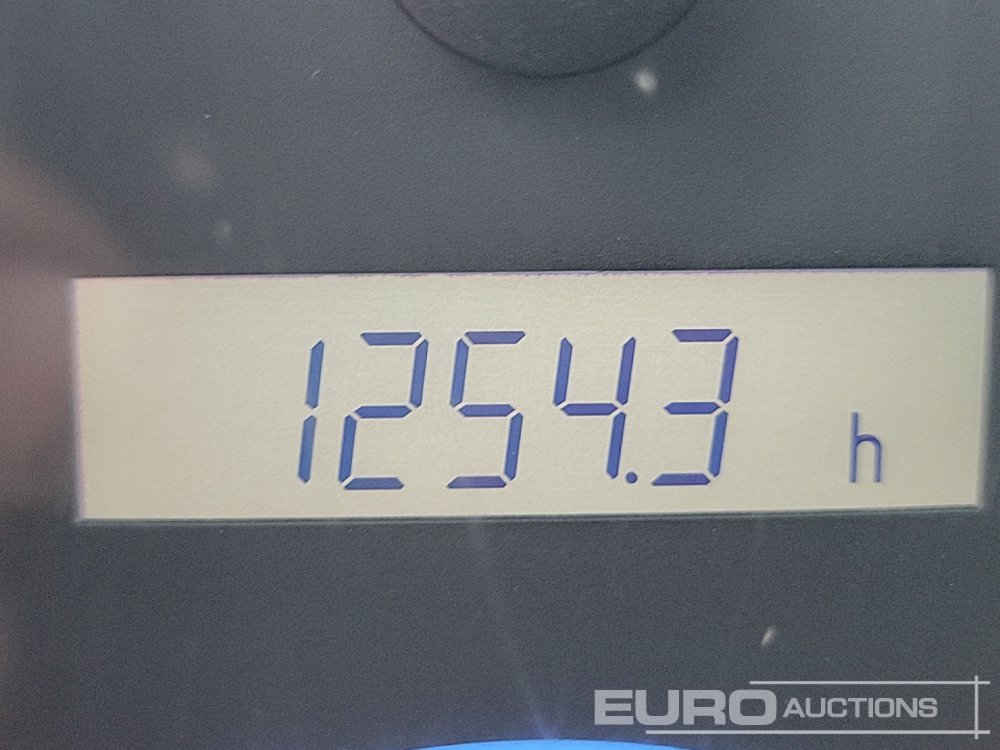 1254.3 h
EURO AUCTIONS